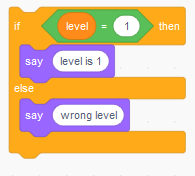 if level = 1 then
say level is 1
else
say wrong level